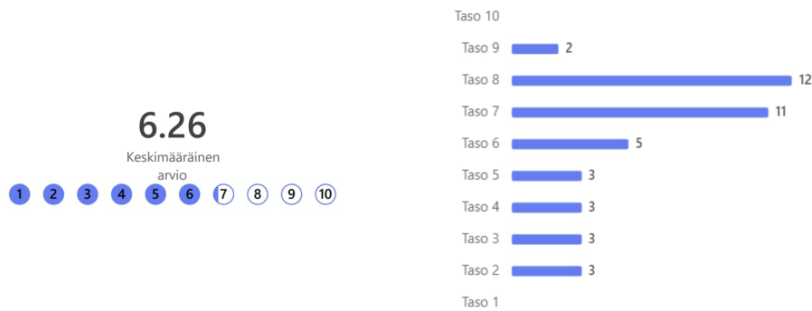 6.26
Keskimääräinen
arvio
1 2 3 4 5 6 7 8 9 10
Taso 10
Taso 9 2
Taso 8 12
Taso 7 11
Taso 6 5
Taso 5 3
Taso 4 3
Taso 3 3
Taso 2 3
Taso 1